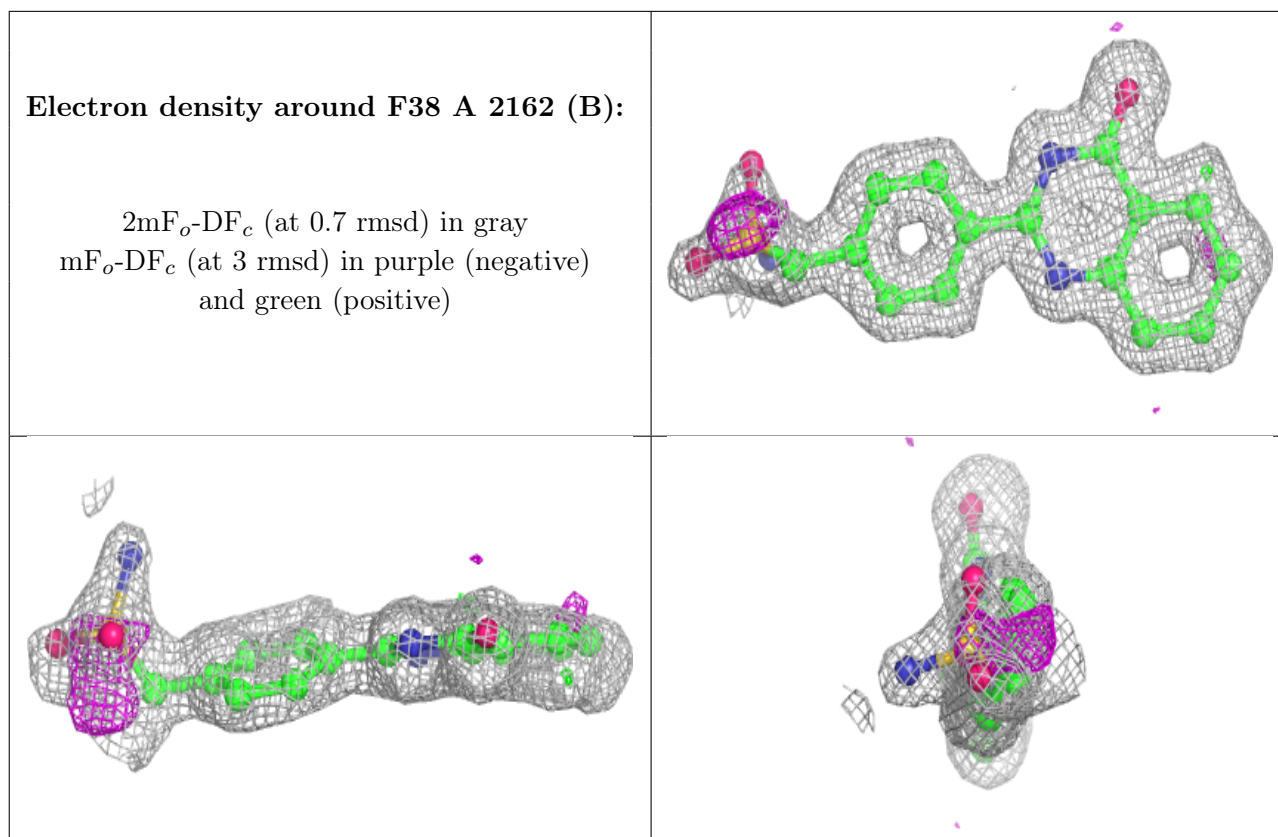 Electron density around F38 A 2162 (B):
2mFo-DFc (at 0.7 rmsd) in gray
mFo-DFc (at 3 rmsd) in purple (negative)
and green (positive)